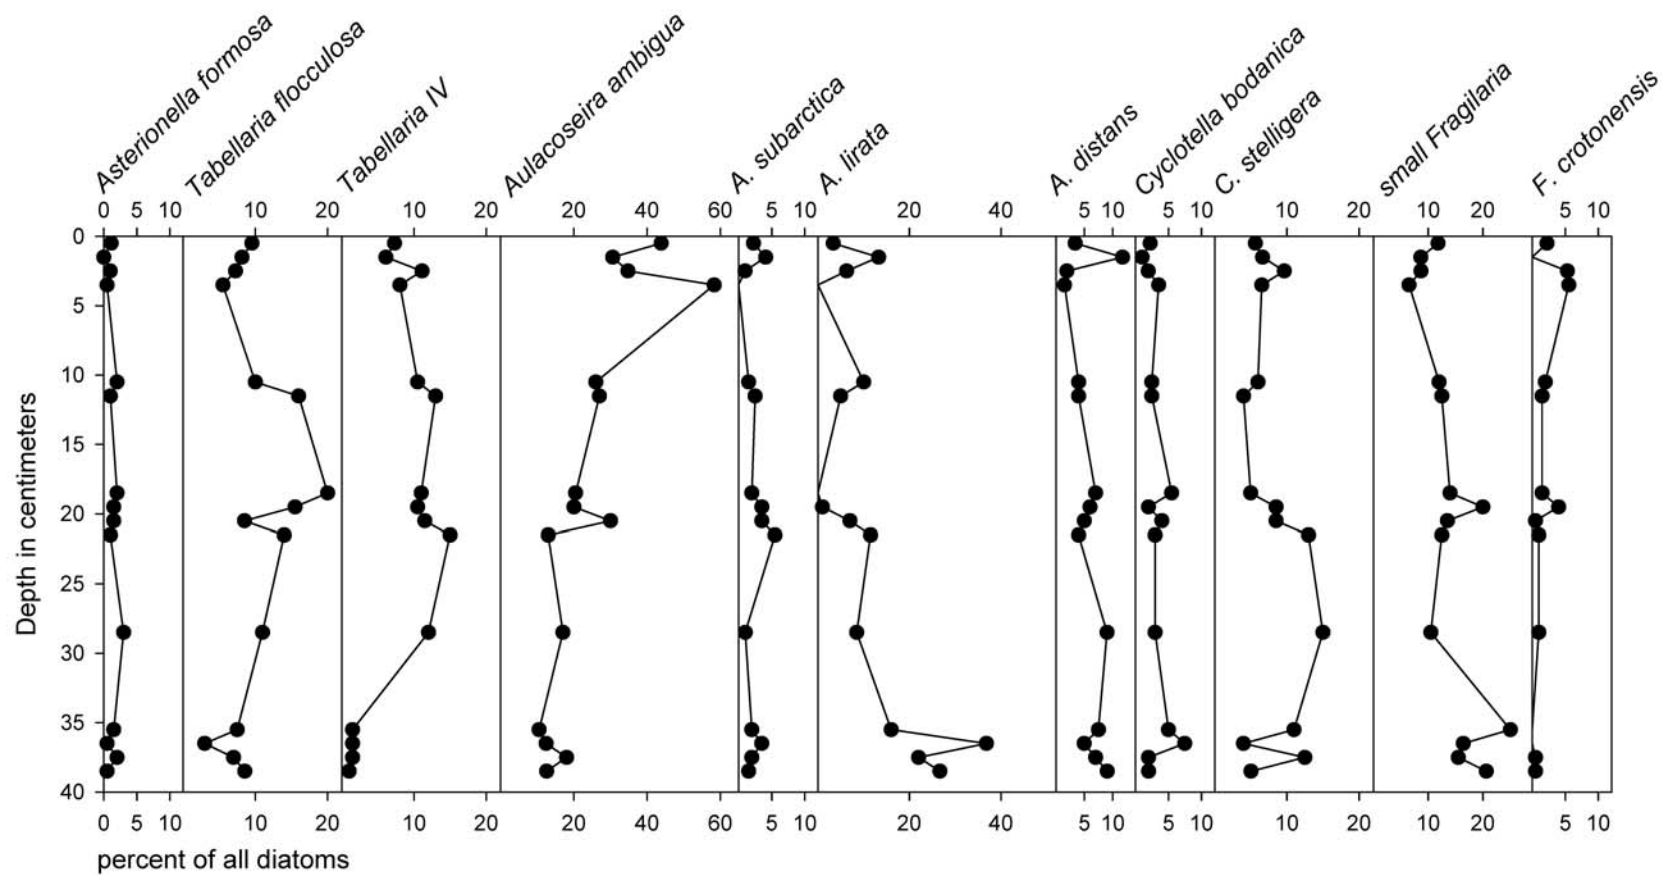 Asterionella formosa
Tabellaria flocculosa
Tabellaria IV
Aulacoseira ambigua
A. subarctica
A. lirata
A. distans
Cyclotella bodanica
C. stelligera
small Fragilaria
F. crotonensis
0 5 10 10 20 10 20 20 40 60 5 10 20 40 5 10 5 10 10 20 10 20 5 10
0
5
10
15
20
25
30
35
40
Depth in centimeters
0 5 10 10 20 10 20 20 40 60 5 10 20 40 5 10 5 10 10 20 10 20 5 10
percent of all diatoms